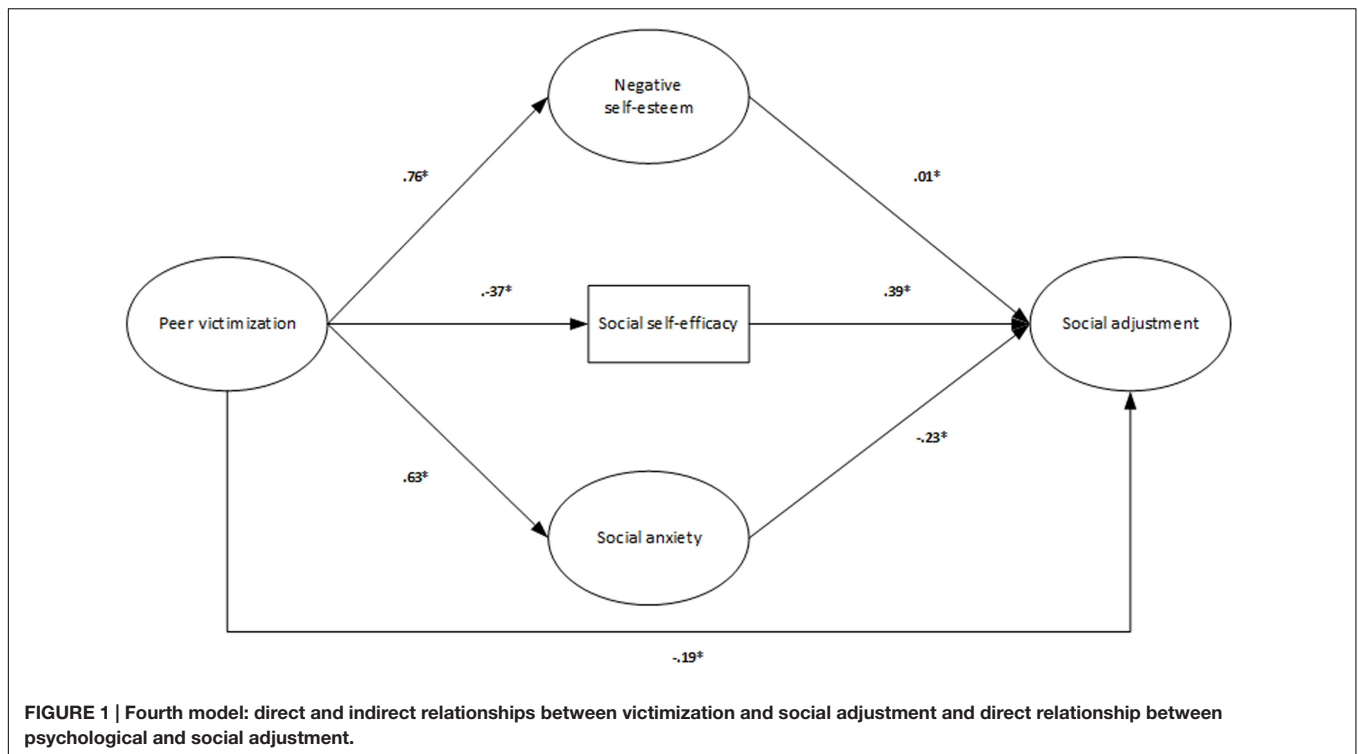 Negative
self-esteem
.76*
.01*
Peer victimization
.-37*
Social self-efficacy
.39*
Social adjustment
.63*
-.23*
Social anxiety
-.19*
FIGURE 1 | Fourth model: direct and indirect relationships between victimization and social adjustment and direct relationship between
psychological and social adjustment.